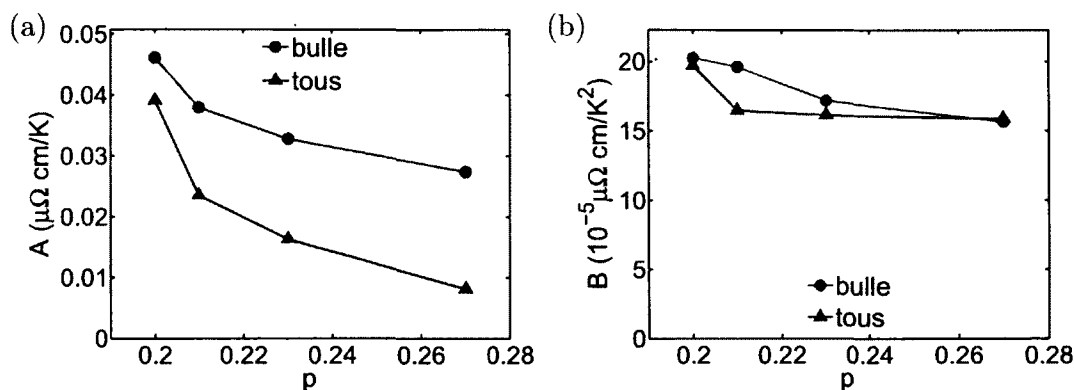 (a)
0.05
0.04
0.03
0.02
0.01
0
A (μΩ cm/K)
bulle
tous
0.2 0.22 0.24 0.26 0.28
p
(b)
20
15
10
5
0
B (10⁻⁵μΩ cm/K²)
bulle
tous
0.2 0.22 0.24 0.26 0.28
p